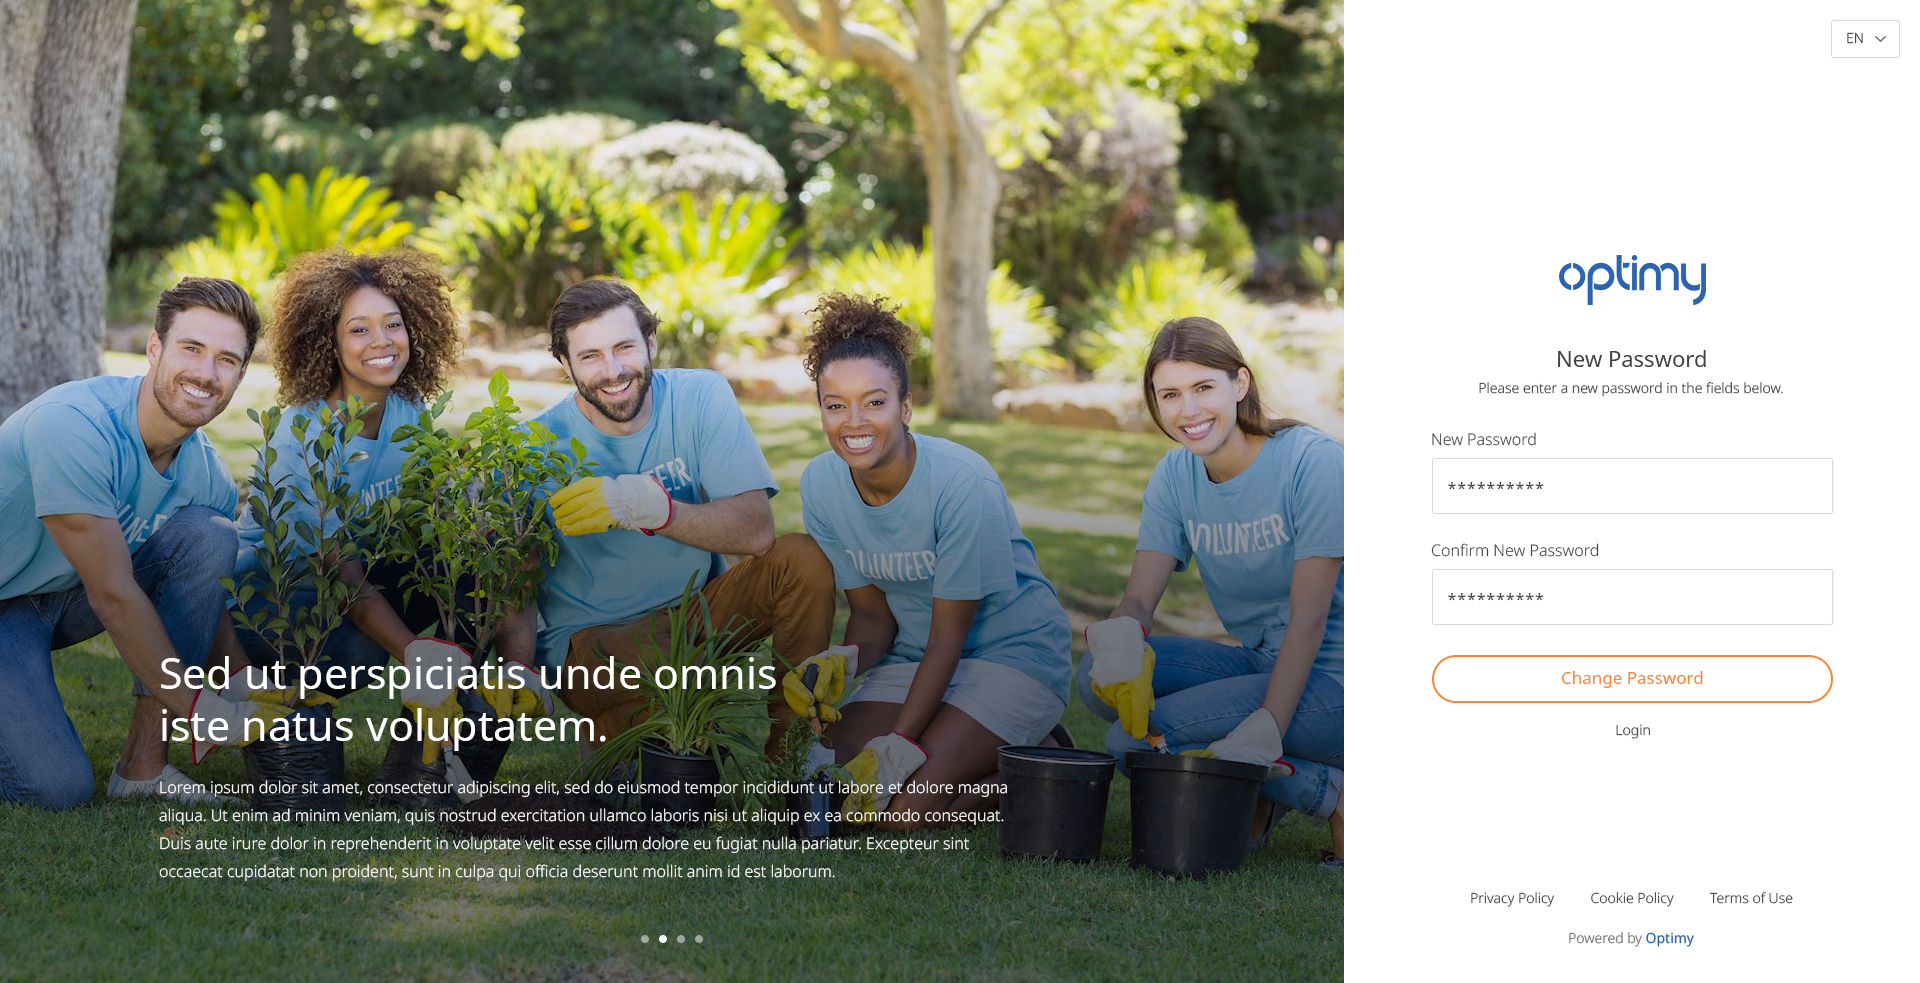 EN
optimy
New Password
Please enter a new password in the fields below.
New Password
**********
Confirm New Password
**********
Change Password
Login
Privacy Policy Cookie Policy Terms of Use
Powered by Optimy
VOLUNTEER
VOLUNTEER
Sed ut perspiciatis unde omnis
iste natus voluptatem.
Lorem ipsum dolor sit amet, consectetur adipiscing elit, sed do eiusmod tempor incididunt ut labore et dolore magna
aliqua. Ut enim ad minim veniam, quis nostrud exercitation ullamco laboris nisi ut aliquip ex ea commodo consequat.
Duis aute irure dolor in reprehenderit in voluptate velit esse cillum dolore eu fugiat nulla pariatur. Excepteur sint
occaecat cupidatat non proident, sunt in culpa qui officia deserunt mollit anim id est laborum.